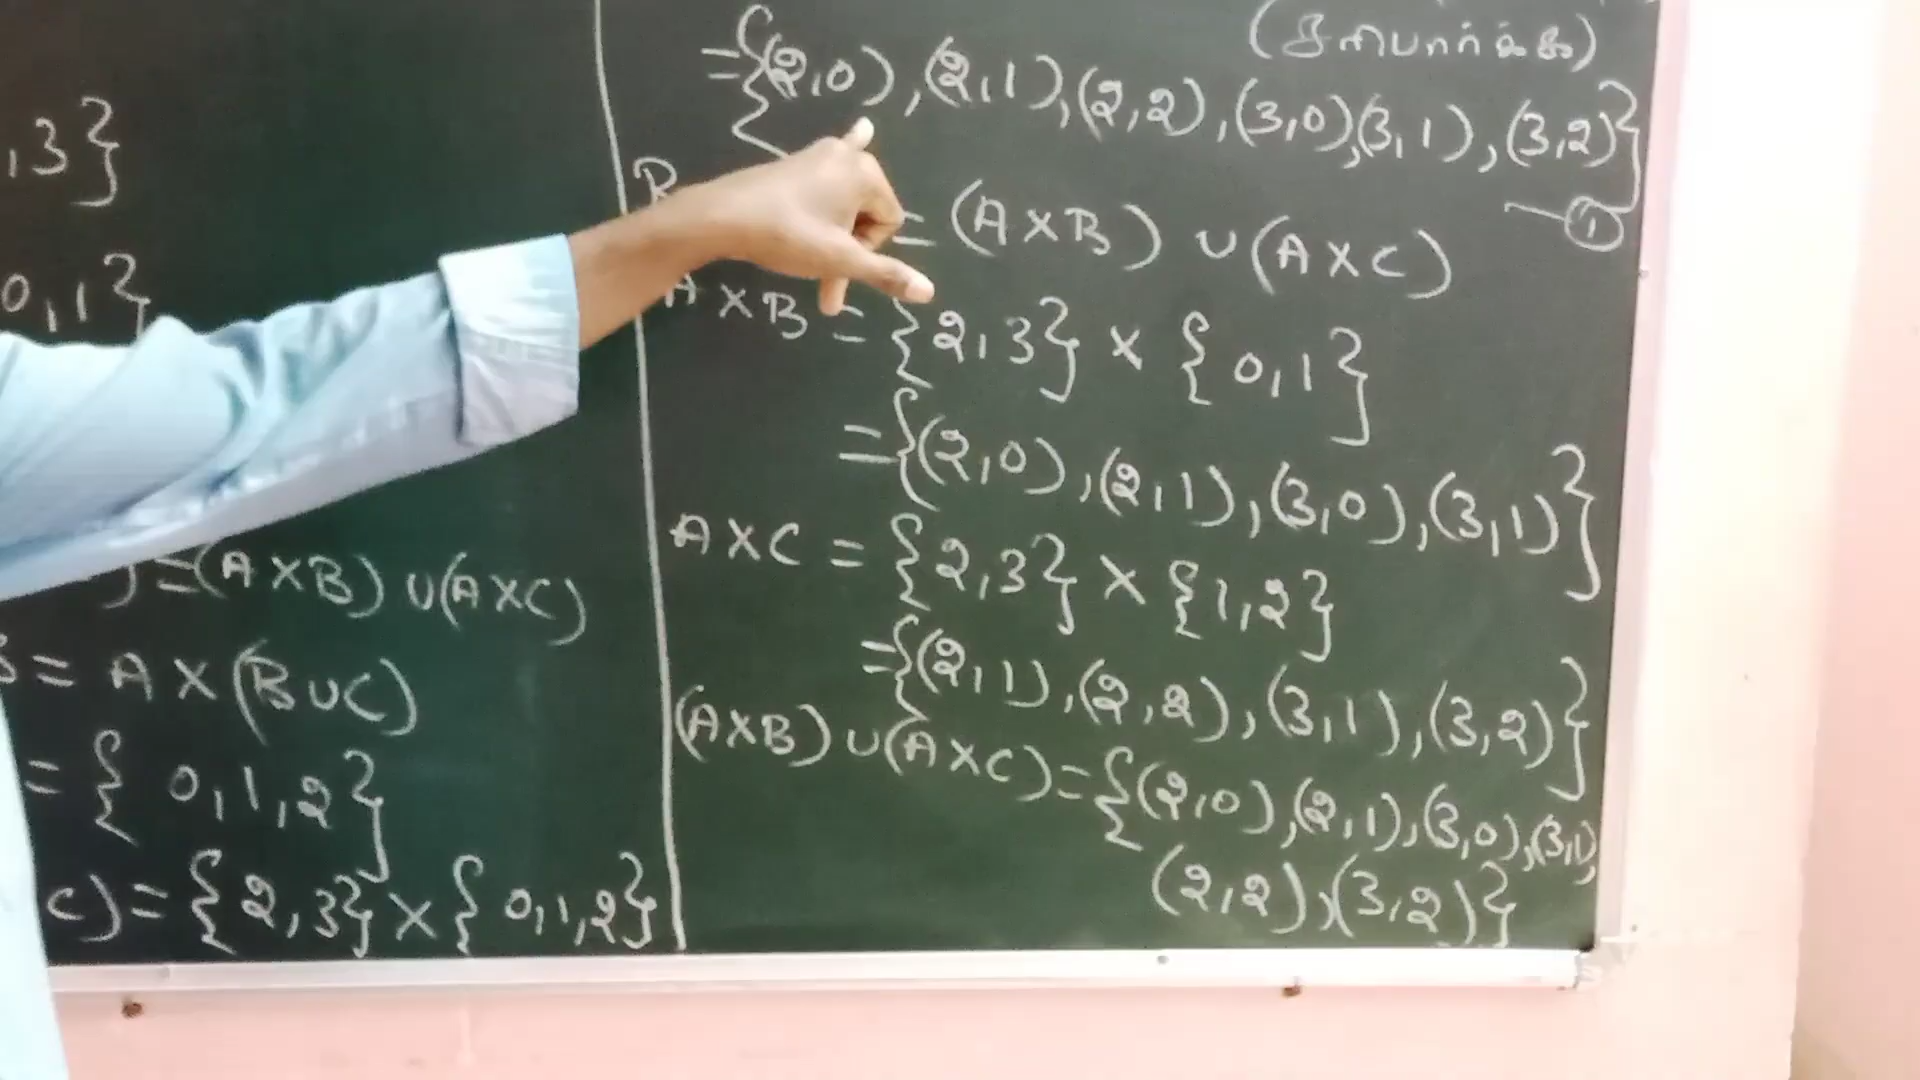 ,3}
0,1}
) = (A×B) ∪ (A×C)
= A × (B∪C)
= { 0,1,2}
C) = {2,3} × { 0,1,2}
(சரிபார்க்க)
= {(2,0), (2,1), (2,2), (3,0), (3,1), (3,2)}
— ①
= (A×B) ∪ (A×C)
A×B = {2,3} × { 0,1}
= {(2,0), (2,1), (3,0), (3,1)}
A×C = {2,3} × {1,2}
= {(2,1), (2,2), (3,1), (3,2)}
(A×B) ∪ (A×C) = {(2,0), (2,1), (3,0), (3,1),
(2,2), (3,2)}